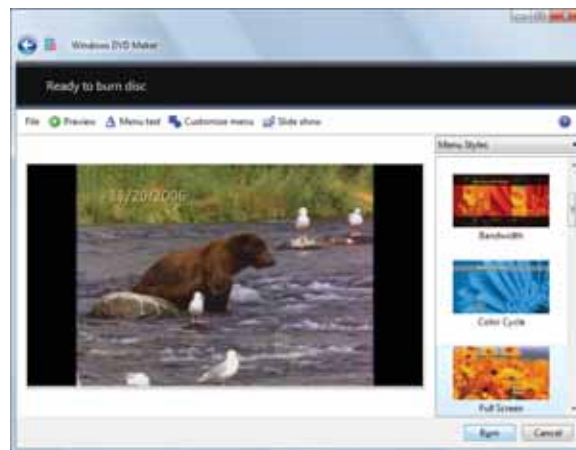 Windows DVD Maker
Ready to burn disc
File Preview Menu text Customize menu Slide show
Menu Styles
11/20/2006
Bandwidth
Color Cycle
Full Screen
Burn Cancel